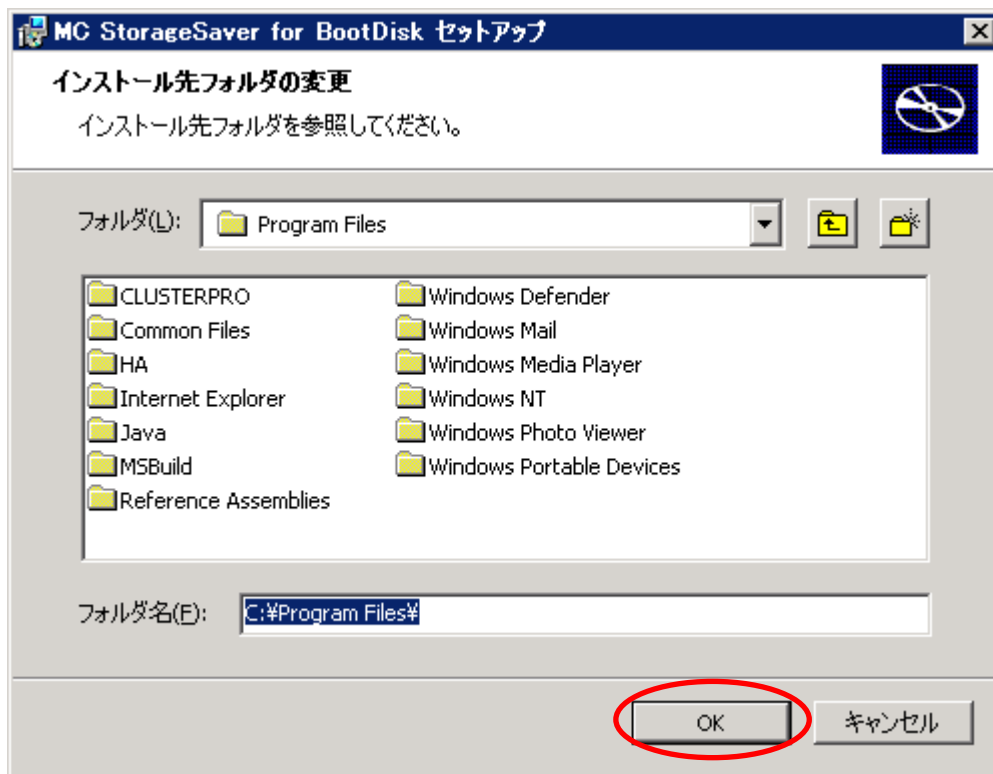 MC StorageSaver for BootDisk セットアップ
インストール先フォルダの変更
インストール先フォルダを参照してください。
フォルダ(L): Program Files
CLUSTERPRO
Common Files
HA
Internet Explorer
Java
MSBuild
Reference Assemblies
Windows Defender
Windows Mail
Windows Media Player
Windows NT
Windows Photo Viewer
Windows Portable Devices
フォルダ名(F): C:¥Program Files¥
OK キャンセル